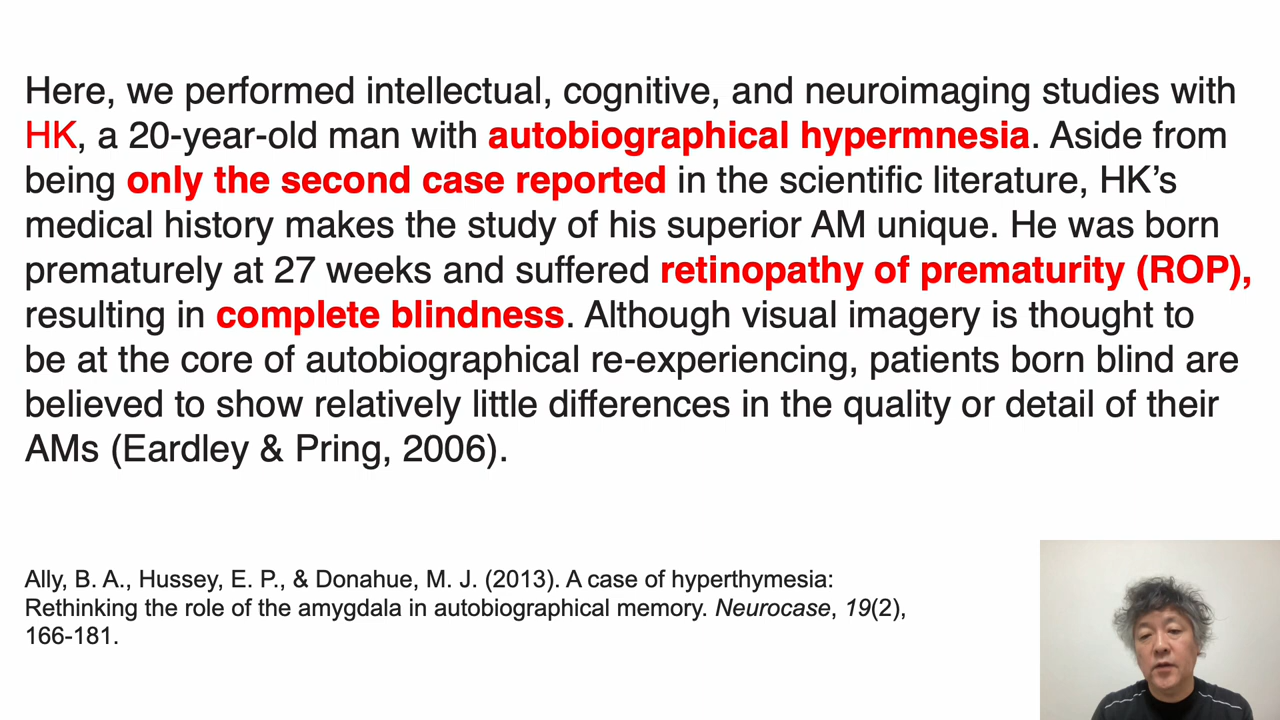 Here, we performed intellectual, cognitive, and neuroimaging studies with
HK, a 20-year-old man with autobiographical hypermnesia. Aside from
being only the second case reported in the scientific literature, HK’s
medical history makes the study of his superior AM unique. He was born
prematurely at 27 weeks and suffered retinopathy of prematurity (ROP),
resulting in complete blindness. Although visual imagery is thought to
be at the core of autobiographical re-experiencing, patients born blind are
believed to show relatively little differences in the quality or detail of their
AMs (Eardley & Pring, 2006).
Ally, B. A., Hussey, E. P., & Donahue, M. J. (2013). A case of hyperthymesia:
Rethinking the role of the amygdala in autobiographical memory. Neurocase, 19(2),
166-181.